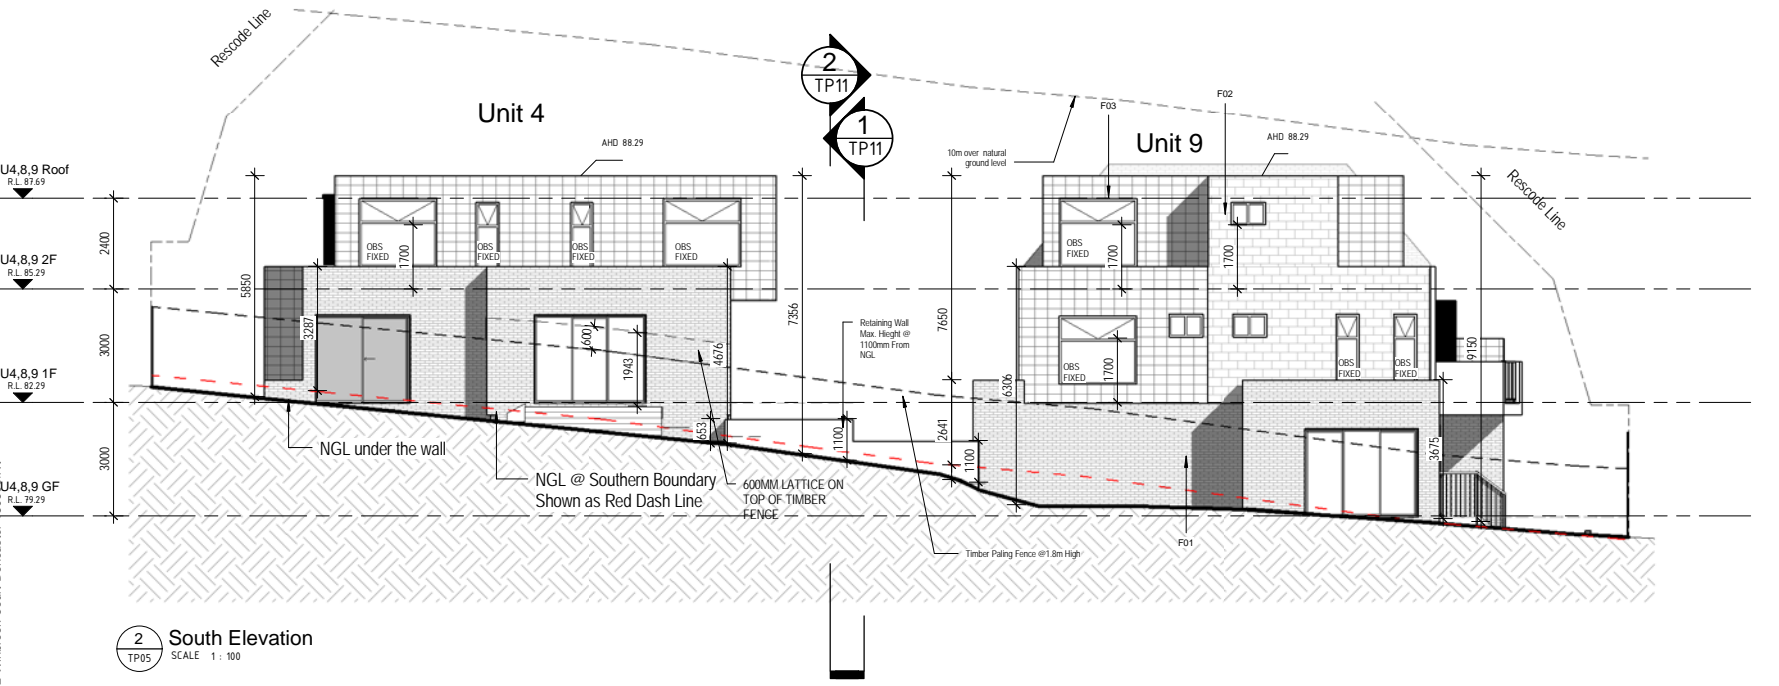 Rescode Line
2
TP11
1
TP11
Unit 4
Unit 9
AHD 88.29
AHD 88.29
F03
F02
10m over natural
ground level
Rescode Line
U4,8,9 Roof
R.L. 87.69
U4,8,9 2F
R.L. 85.29
U4,8,9 1F
R.L. 82.29
U4,8,9 GF
R.L. 79.29
2400
3000
3000
5850
3287
OBS
FIXED
1700
OBS
FIXED
OBS
FIXED
OBS
FIXED
600
1943
4676
653
7356
1100
Retaining Wall
Max. Hieght @
1100mm From
NGL
7650
2641
1100
6306
OBS
FIXED
1700
1700
OBS
FIXED
1700
OBS
FIXED
OBS
FIXED
3675
9150
NGL under the wall
NGL @ Southern Boundary
Shown as Red Dash Line
600MM LATTICE ON
TOP OF TIMBER
FENCE
Timber Paling Fence @1.8m High
F01
2
TP05
South Elevation
SCALE 1 : 100